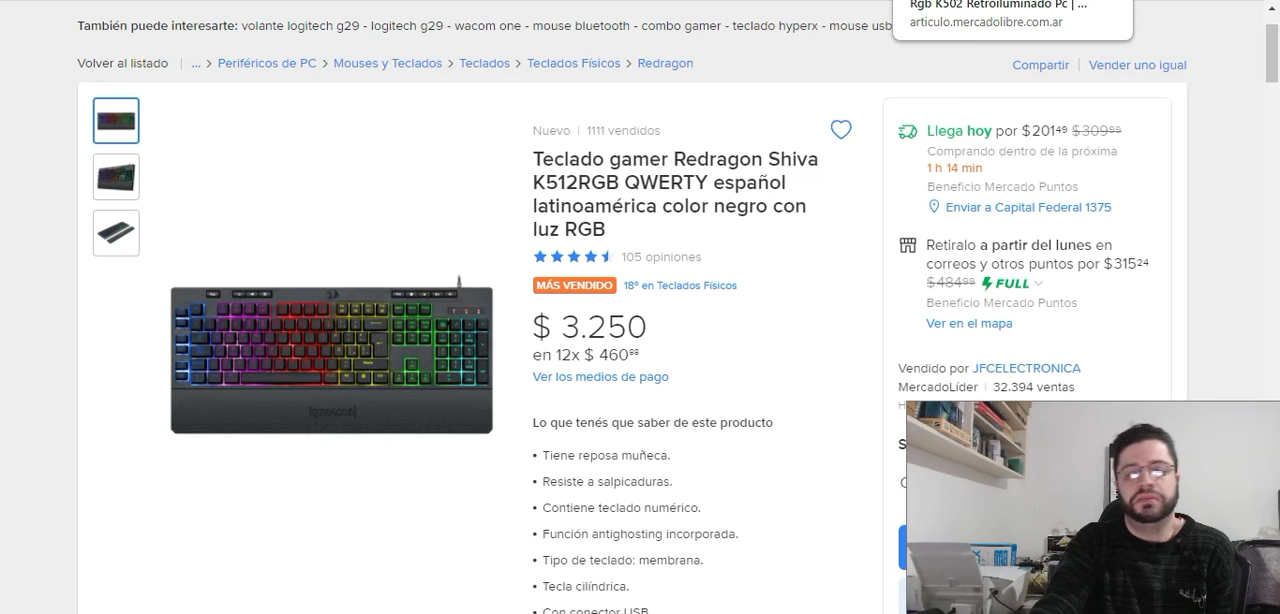 Rgb K502 Retroiluminado Pc | ...
articulo.mercadolibre.com.ar
También puede interesarte: volante logitech g29 - logitech g29 - wacom one - mouse bluetooth - combo gamer - teclado hyperx - mouse usb
Volver al listado | ... > Periféricos de PC > Mouses y Teclados > Teclados > Teclados Físicos > Redragon
Compartir | Vender uno igual
Nuevo | 1111 vendidos
Teclado gamer Redragon Shiva
K512RGB QWERTY español
latinoamérica color negro con
luz RGB
105 opiniones
MÁS VENDIDO 18º en Teclados Físicos
$ 3.250
en 12x $ 460⁸⁸
Ver los medios de pago
Lo que tenés que saber de este producto
• Tiene reposa muñeca.
• Resiste a salpicaduras.
• Contiene teclado numérico.
• Función antighosting incorporada.
• Tipo de teclado: membrana.
• Tecla cilíndrica.
• Con conector USB.
REDRAGON
Llega hoy por $201⁴⁹ $309⁹⁹
Comprando dentro de la próxima
1 h 14 min
Beneficio Mercado Puntos
Enviar a Capital Federal 1375
Retiralo a partir del lunes en
correos y otros puntos por $315²⁴
$484⁹⁹ FULL
Beneficio Mercado Puntos
Ver en el mapa
Vendido por JFCELECTRONICA
MercadoLíder | 32.394 ventas